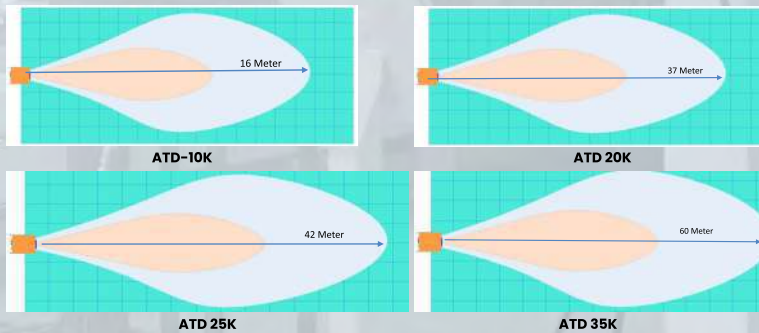 16 Meter
ATD-10K
37 Meter
ATD 20K
42 Meter
ATD 25K
60 Meter
ATD 35K